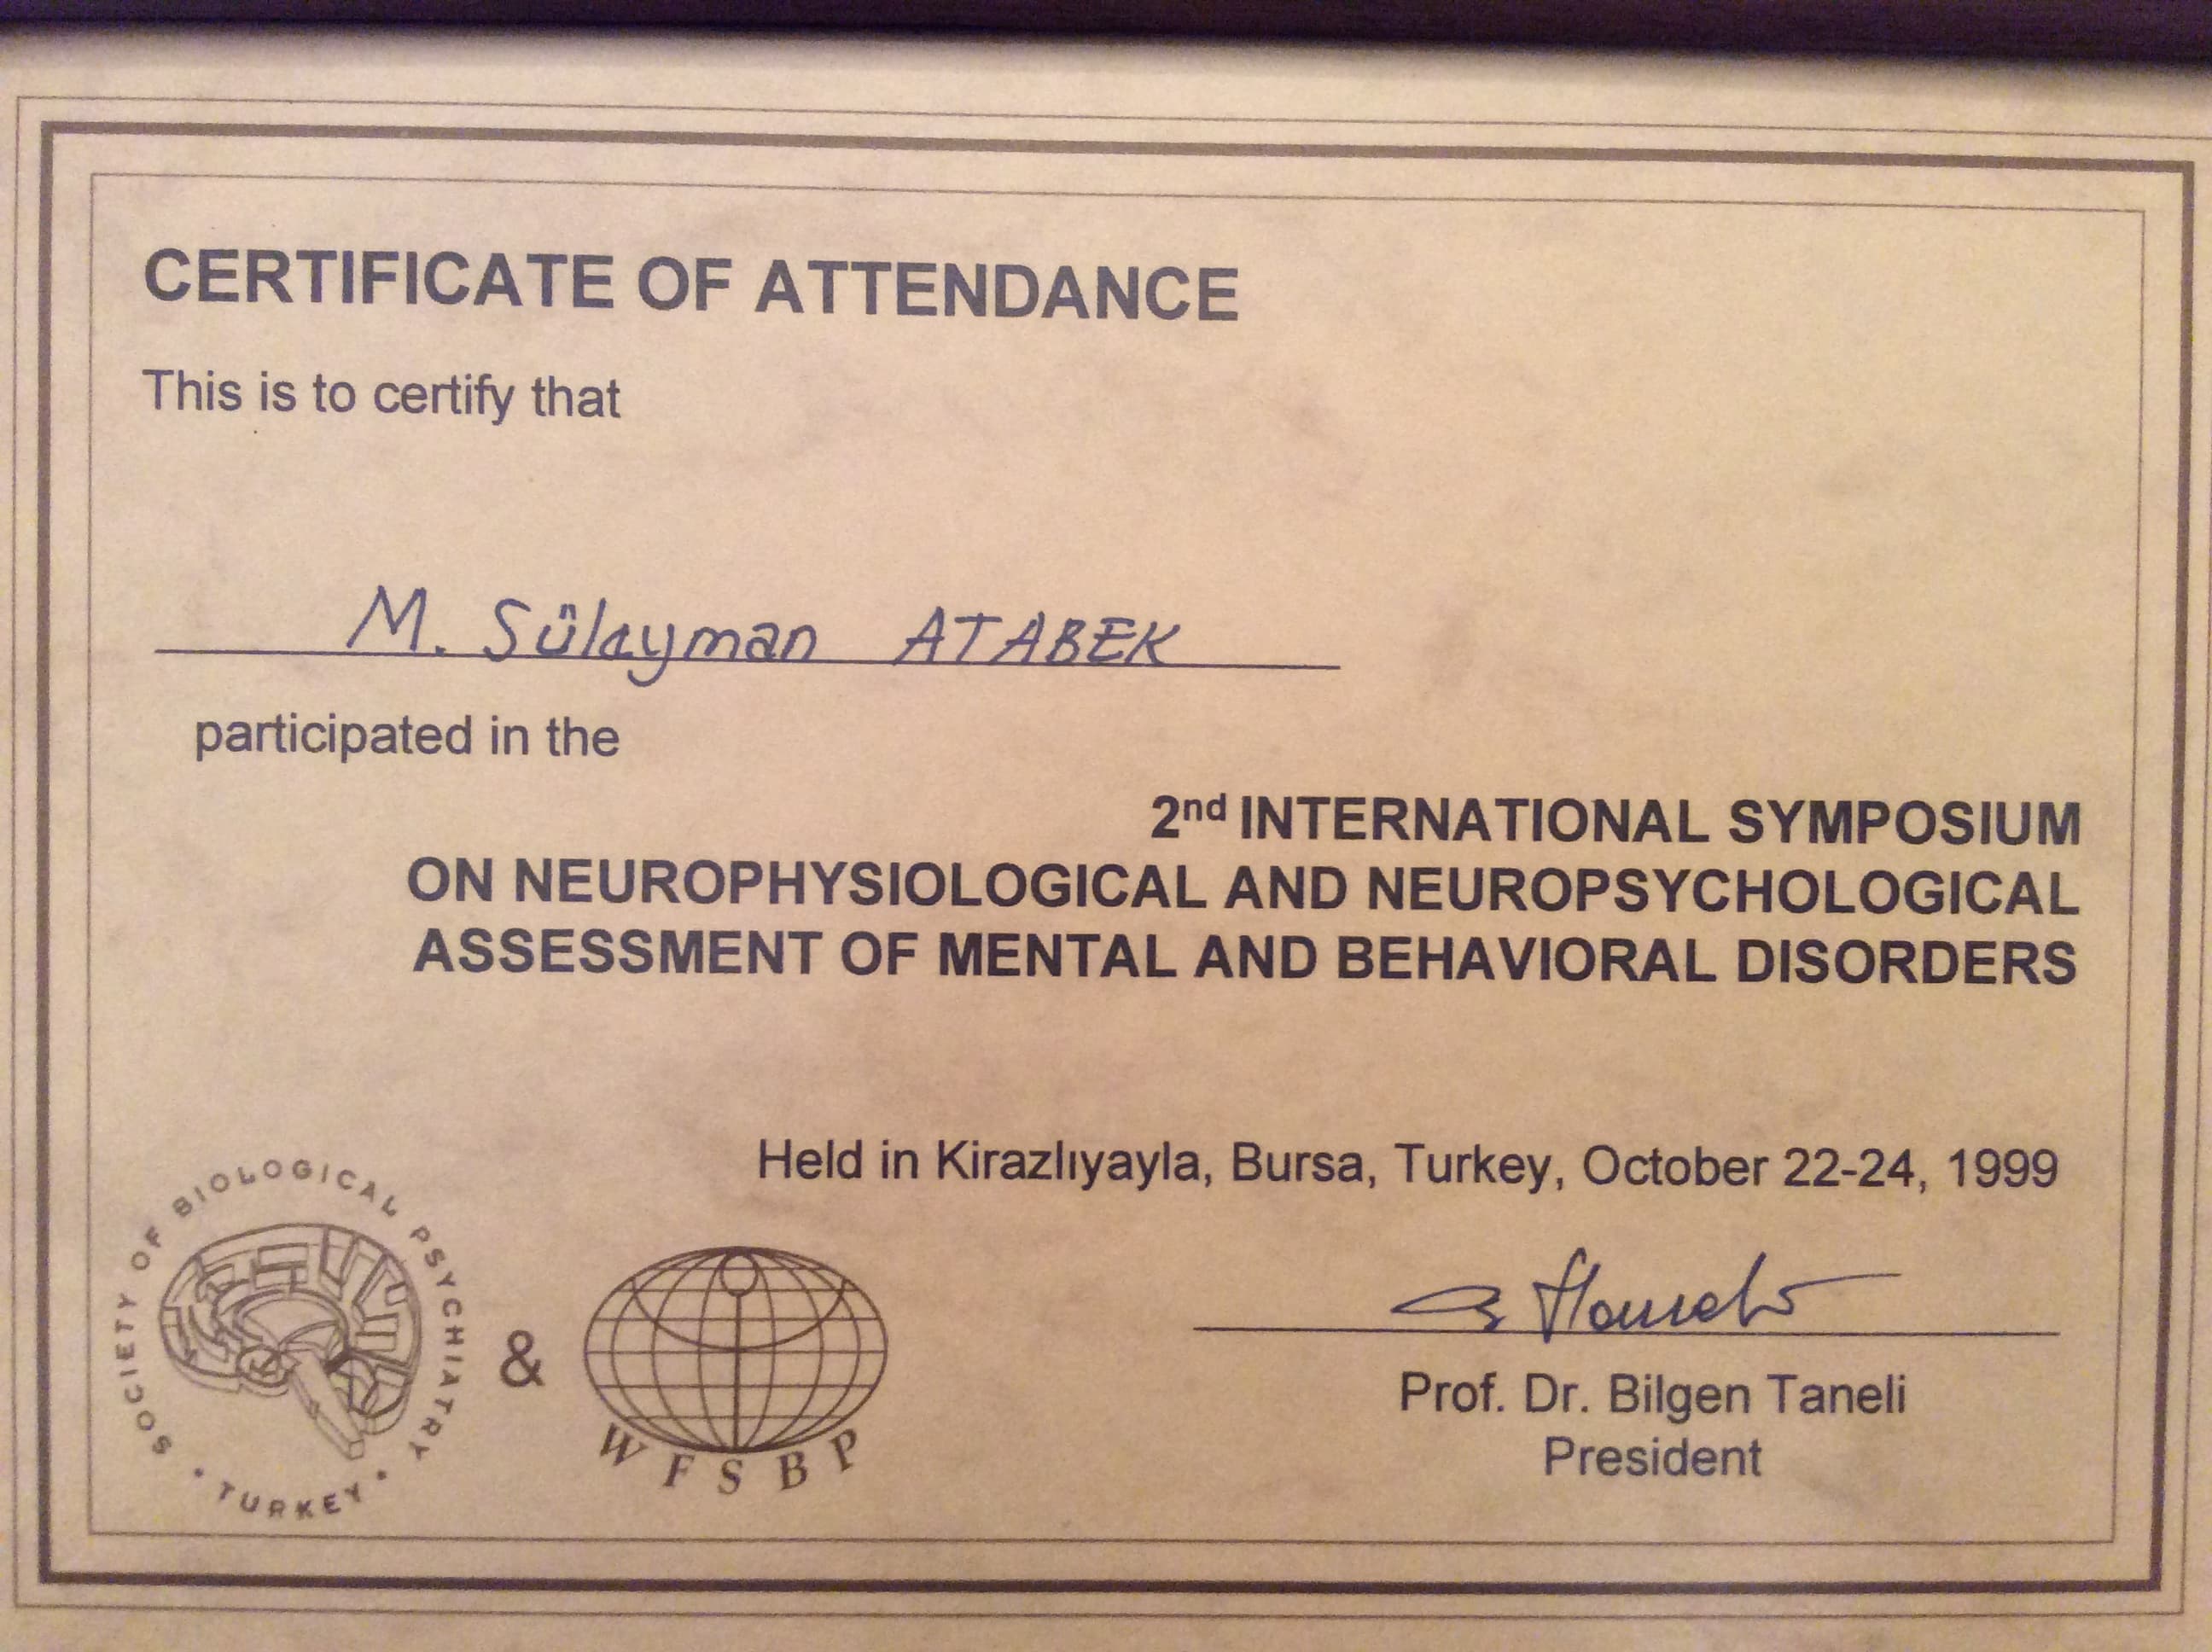 CERTIFICATE OF ATTENDANCE
This is to certify that
M. Sülayman ATABEK
participated in the
2nd INTERNATIONAL SYMPOSIUM
ON NEUROPHYSIOLOGICAL AND NEUROPSYCHOLOGICAL
ASSESSMENT OF MENTAL AND BEHAVIORAL DISORDERS
Held in Kirazlıyayla, Bursa, Turkey, October 22-24, 1999
SOCIETY OF BIOLOGICAL PSYCHIATRY
• TURKEY •
&
WFSBP
Prof. Dr. Bilgen Taneli
President